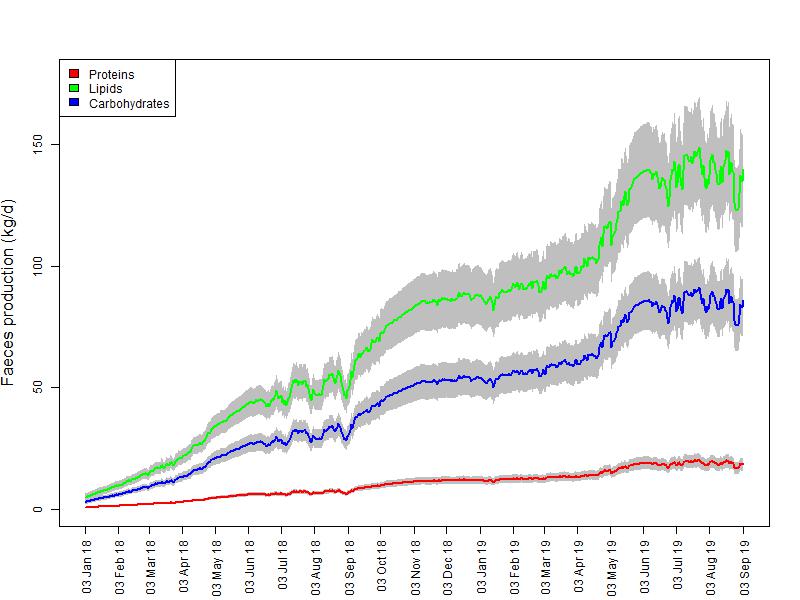 Proteins
Lipids
Carbohydrates
Faeces production (kg/d)
150
100
50
0
03 Jan 18
03 Feb 18
03 Mar 18
03 Apr 18
03 May 18
03 Jun 18
03 Jul 18
03 Aug 18
03 Sep 18
03 Oct 18
03 Nov 18
03 Dec 18
03 Jan 19
03 Feb 19
03 Mar 19
03 Apr 19
03 May 19
03 Jun 19
03 Jul 19
03 Aug 19
03 Sep 19